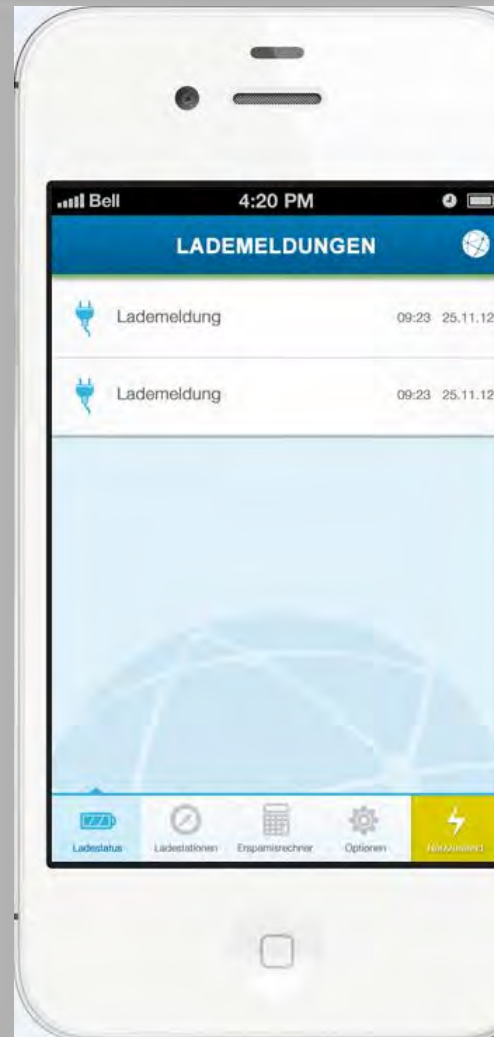 Bell 4:20 PM
LADEMELDUNGEN
Lademeldung 09:23 25.11.12
Lademeldung 09:23 25.11.12
Ladestatus Ladestationen Ersparnisrechner Optionen